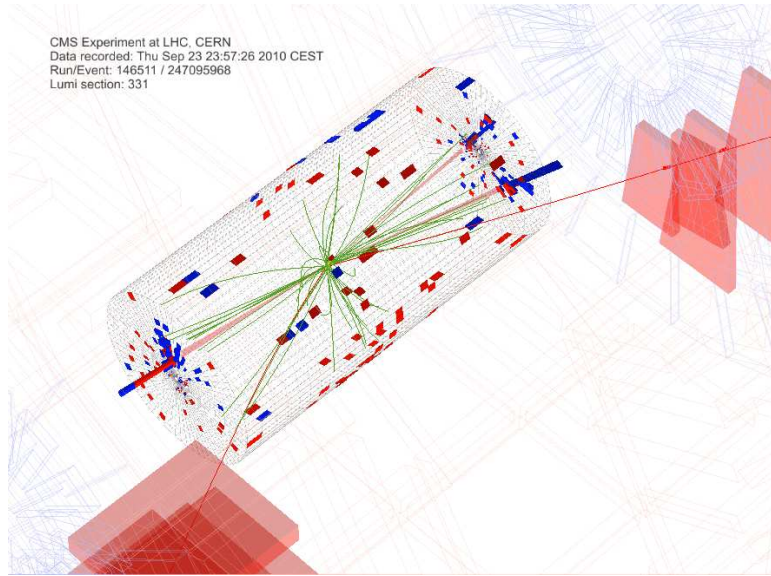 CMS Experiment at LHC, CERN
Data recorded: Thu Sep 23 23:57:26 2010 CEST
Run/Event: 146511 / 247095968
Lumi section: 331